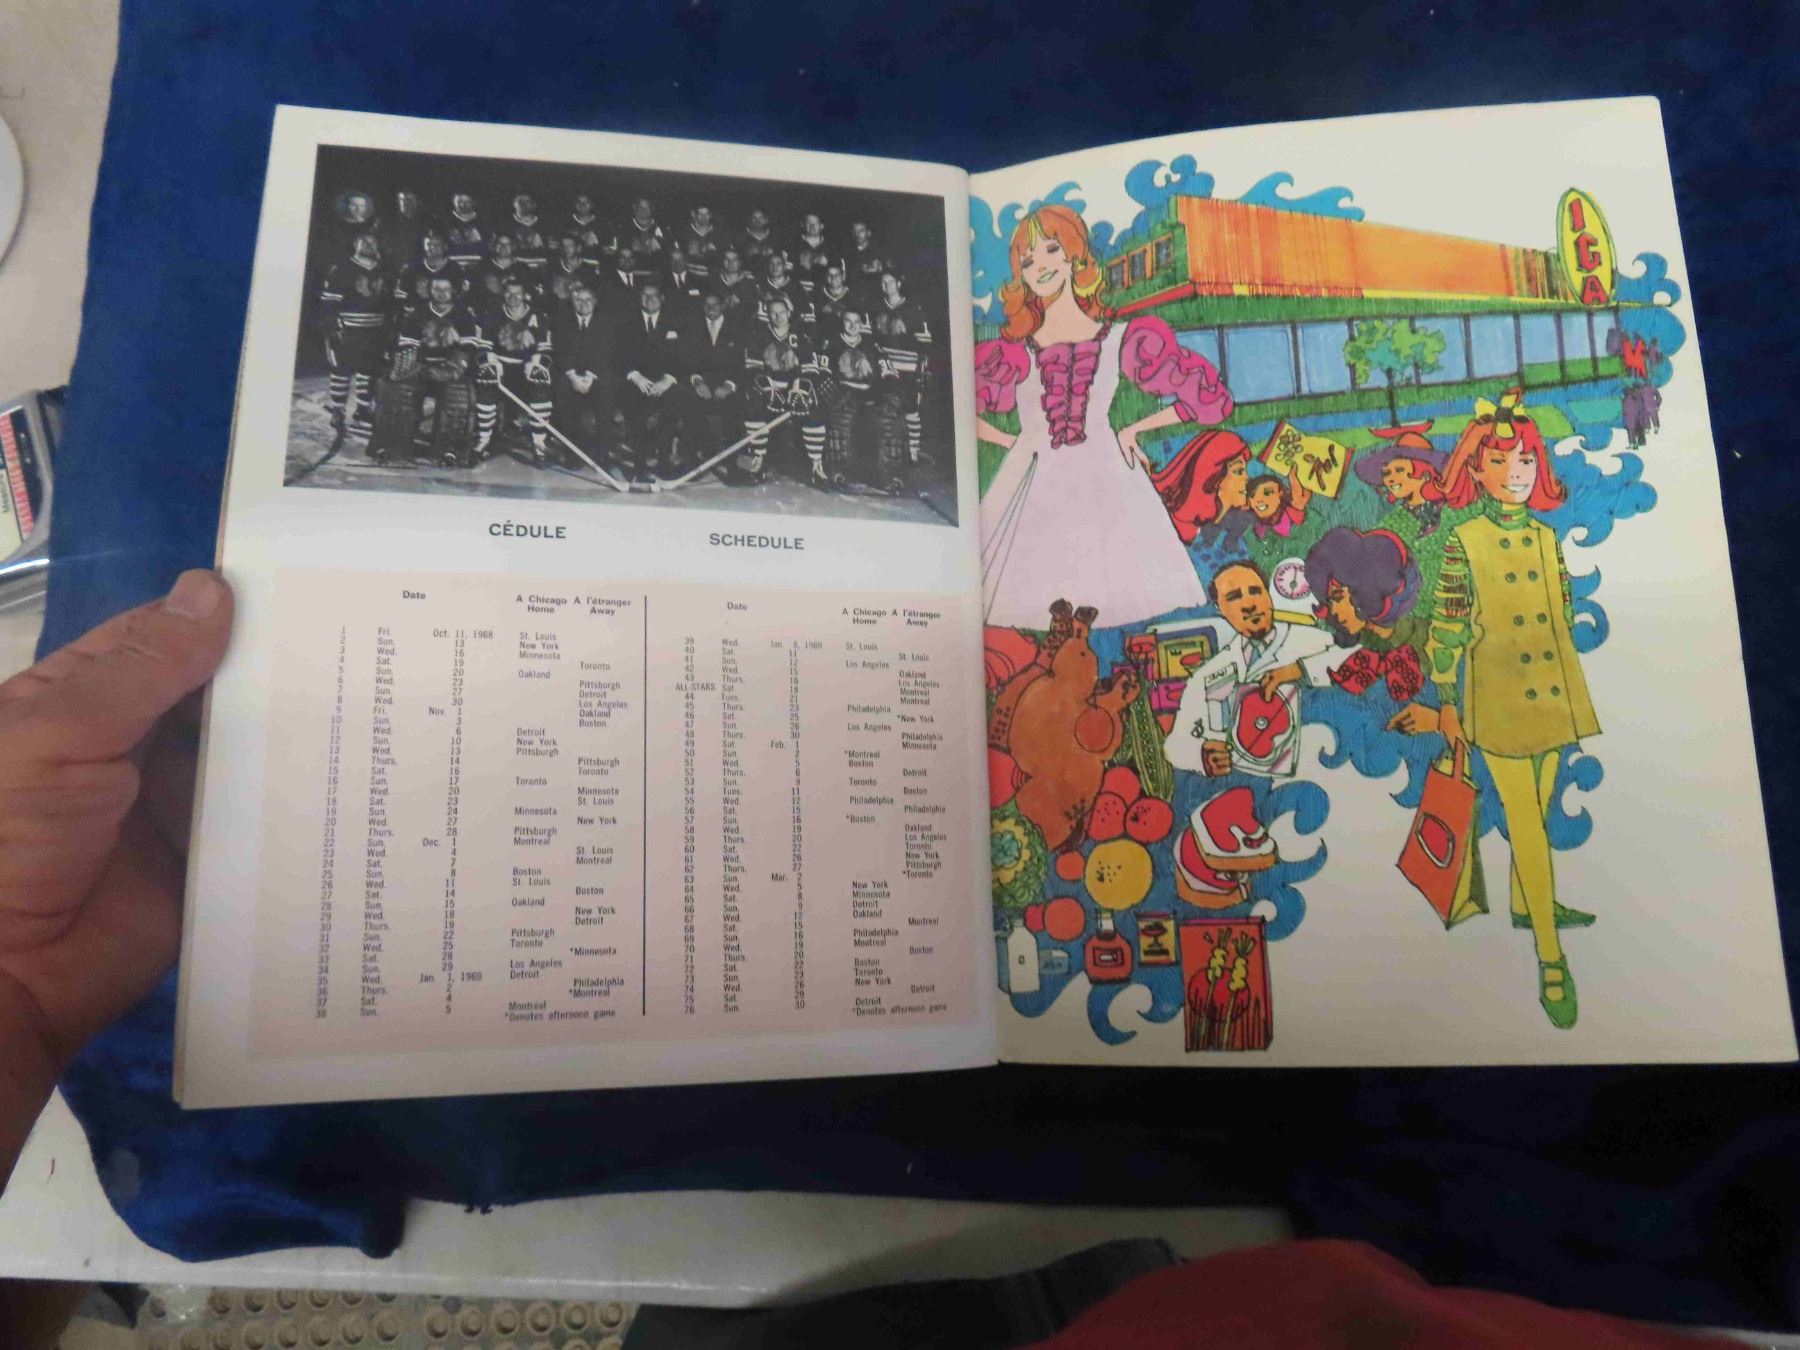 CÉDULE
SCHEDULE
Date A Chicago A l'étranger
Home Away
1 Fri. Oct. 11, 1968 St. Louis
2 Sun. 13 New York
3 Wed. 16 Minnesota
4 Sat. 19 Toronto
5 Sun. 20 Oakland
6 Wed. 23 Pittsburgh
7 Sun. 27 Detroit
8 Wed. 30 Los Angeles
9 Fri. Nov. 1 Oakland
10 Sun. 3 Boston
11 Wed. 6 Detroit
12 Sun. 10 New York
13 Wed. 13 Pittsburgh
14 Thurs. 14 Pittsburgh
15 Sat. 16 Toronto
16 Sun. 17 Toronto
17 Wed. 20 Minnesota
18 Sat. 23 St. Louis
19 Sun. 24 Minnesota
20 Wed. 27 New York
21 Thurs. 28 Pittsburgh
22 Sun. Dec. 1 Montreal
23 Wed. 4 St. Louis
24 Sat. 7 Montreal
25 Sun. 8 Boston
26 Wed. 11 St. Louis
27 Sat. 14 Boston
28 Sun. 15 Oakland
29 Wed. 18 New York
30 Thurs. 19 Detroit
31 Sun. 22 Pittsburgh
32 Wed. 25 Toronto
33 Sat. 28 *Minnesota
34 Sun. 29 Los Angeles
35 Wed. Jan 1, 1969 Detroit
36 Thurs. 2 Philadelphia
37 Sat. 4 *Montreal
38 Sun. 5 Montreal
*Denotes afternoon game
Date A Chicago A l'étranger
Home Away
39 Wed. Jan 8, 1969 St. Louis
40 Sat. 11 St. Louis
41 Sun. 12 Los Angeles
42 Wed. 15 Oakland
43 Thurs. 16 Los Angeles
ALL-STARS Sat. 18 Montreal
44 Tues. 21 Montreal
45 Thurs. 23 Philadelphia
46 Sat. 25 *New York
47 Sun. 26 Los Angeles
48 Thurs. 30 Philadelphia
49 Sat. Feb. 1 Minnesota
50 Sun. 2 *Montreal
51 Wed. 5 Boston
52 Thurs. 6 Detroit
53 Sun. 9 Toronto
54 Tues. 11 Boston
55 Wed. 12 Philadelphia
56 Sat. 15 Philadelphia
57 Sun. 16 *Boston
58 Wed. 19 Oakland
59 Thurs. 20 Los Angeles
60 Sat. 22 Toronto
61 Wed. 26 New York
62 Thurs. 27 Pittsburgh
63 Sun. Mar. 2 *Toronto
64 Wed. 5 New York
65 Sat. 8 Minnesota
66 Sun. 9 Detroit
67 Wed. 12 Oakland
68 Sat. 15 Montreal
69 Sun. 16 Philadelphia
70 Wed. 19 Montreal
71 Thurs. 20 Boston
72 Sat. 22 Boston
73 Sun. 23 Toronto
74 Wed. 26 New York
75 Sat. 29 Detroit
76 Sun. 30 Detroit
*Denotes afternoon game
IGA